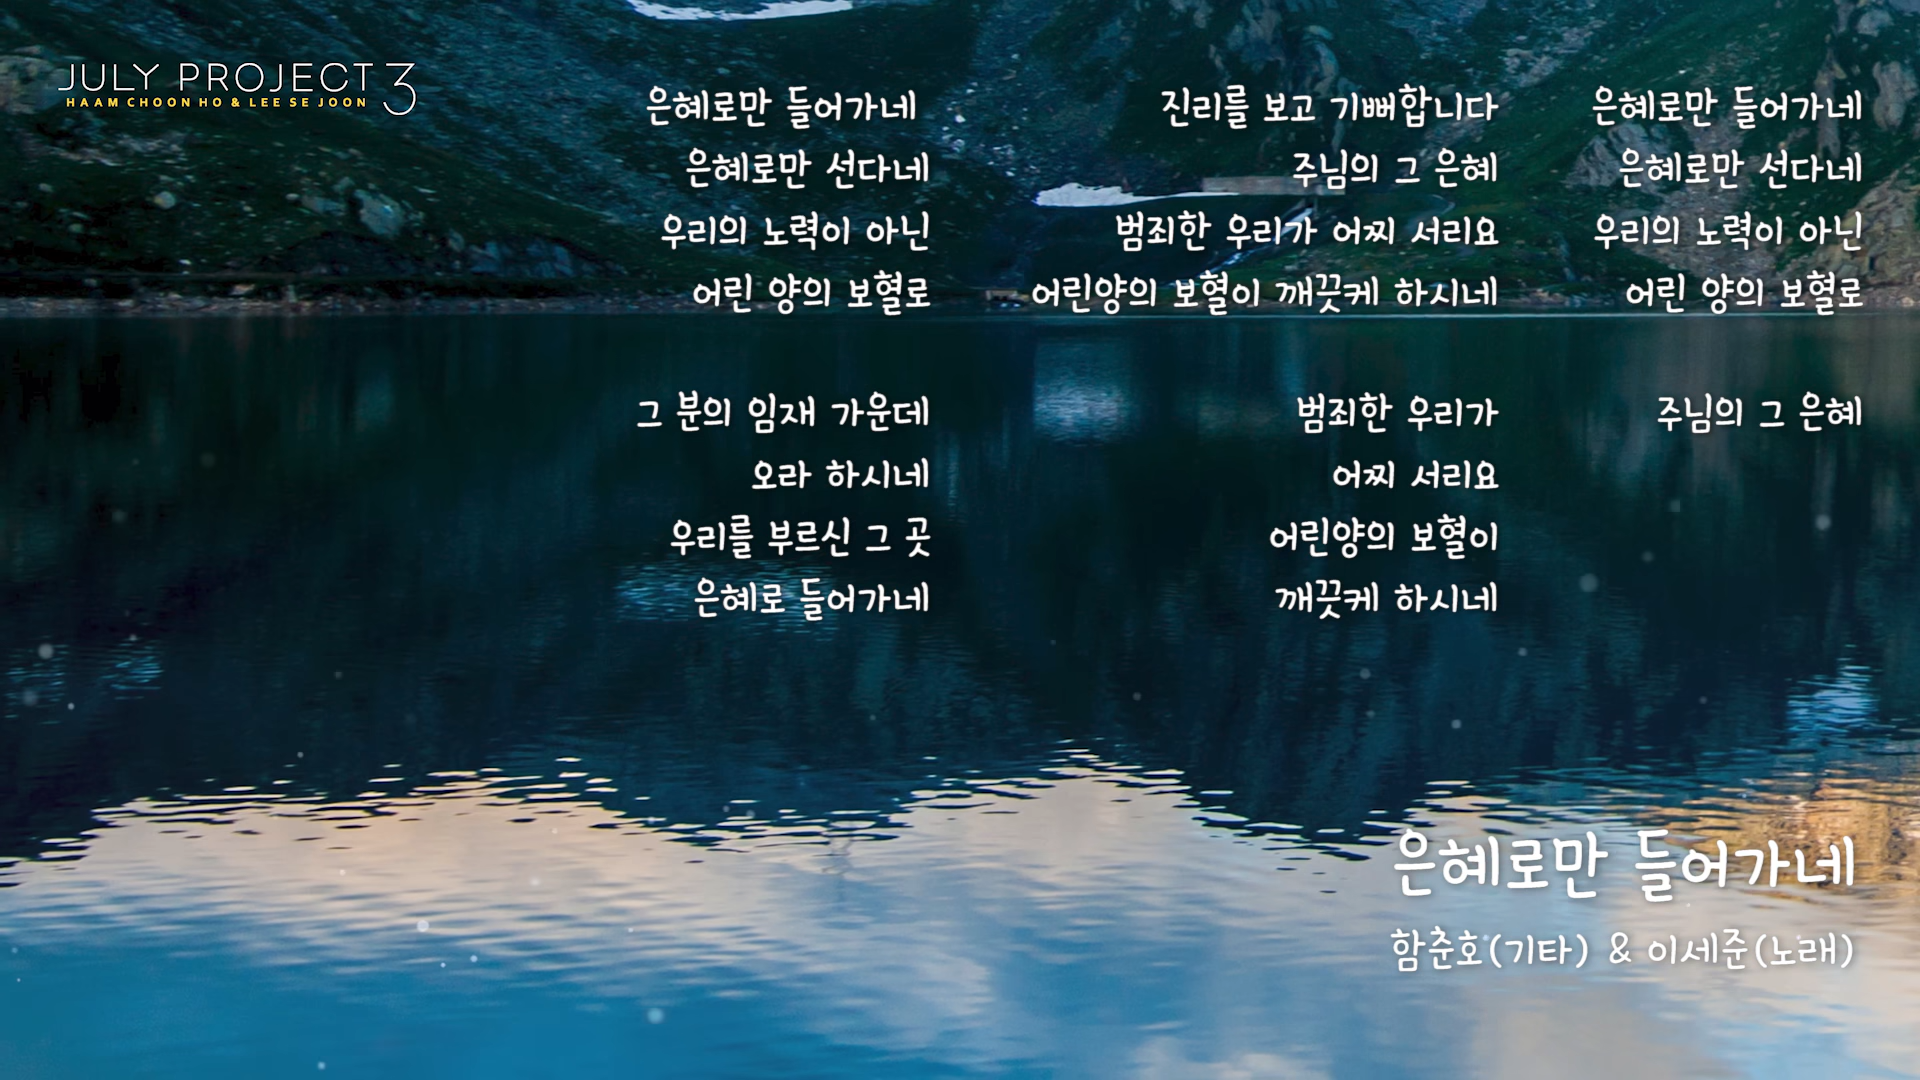 JULY PROJECT 3
HAAM CHOON HO & LEE SE JOON
은혜로만 들어가네
은혜로만 선다네
우리의 노력이 아닌
어린 양의 보혈로
그 분의 임재 가운데
오라 하시네
우리를 부르신 그 곳
은혜로 들어가네
진리를 보고 기뻐합니다
주님의 그 은혜
범죄한 우리가 어찌 서리요
어린양의 보혈이 깨끗케 하시네
범죄한 우리가
어찌 서리요
어린양의 보혈이
깨끗케 하시네
은혜로만 들어가네
은혜로만 선다네
우리의 노력이 아닌
어린 양의 보혈로
주님의 그 은혜
은혜로만 들어가네
함춘호(기타) & 이세준(노래)